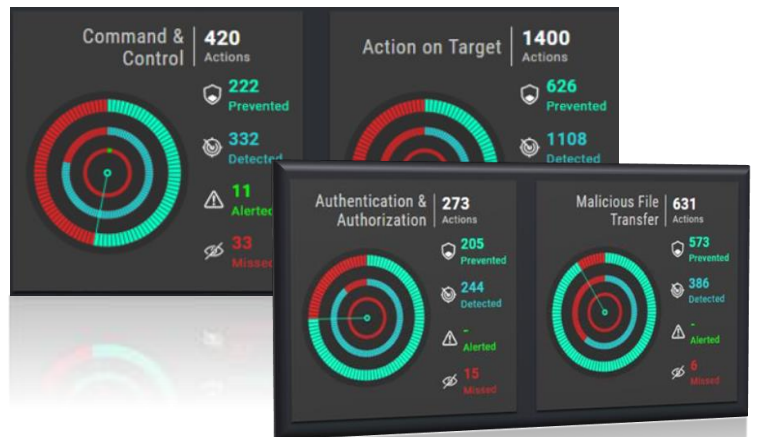 Command &
Control
420
Actions
222
Prevented
332
Detected
11
Alerted
33
Missed
Action on Target
1400
Actions
626
Prevented
1108
Detected
Authentication &
Authorization
273
Actions
205
Prevented
244
Detected
-
Alerted
15
Missed
Malicious File
Transfer
631
Actions
573
Prevented
386
Detected
-
Alerted
6
Missed